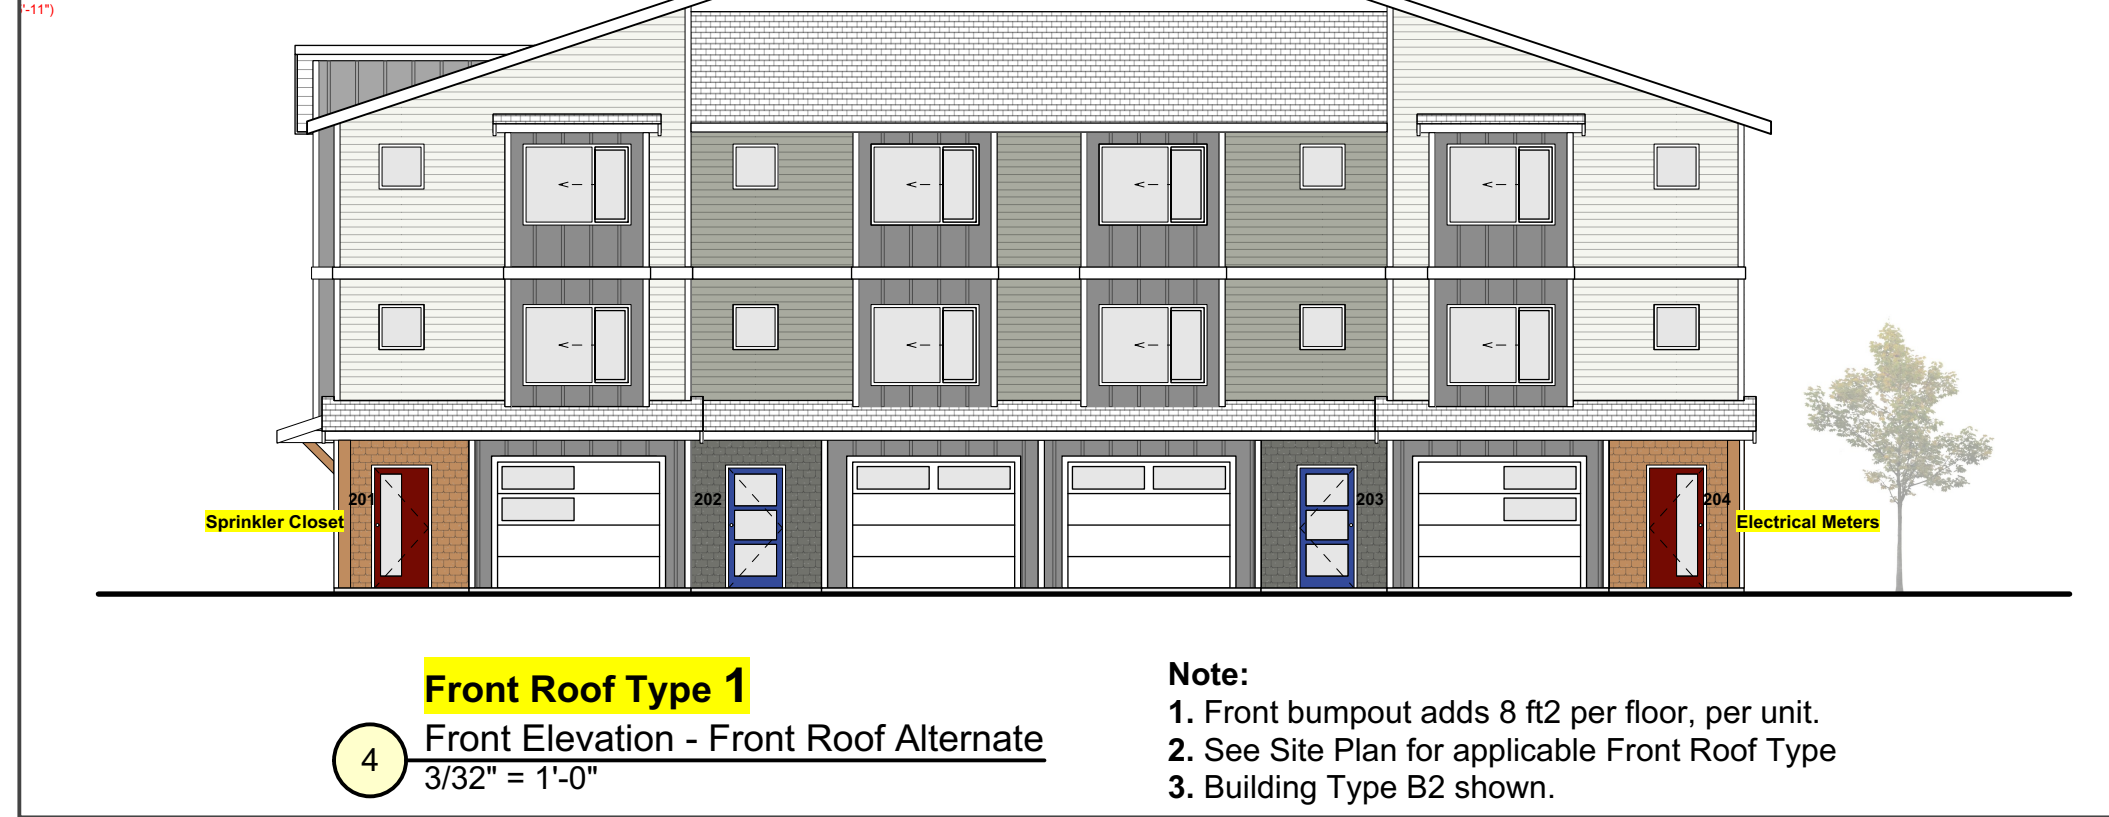 '-11")
201
202
203
204
Sprinkler Closet
Electrical Meters
Front Roof Type 1
4
Front Elevation - Front Roof Alternate
3/32" = 1'-0"
Note:
1. Front bumpout adds 8 ft2 per floor, per unit.
2. See Site Plan for applicable Front Roof Type
3. Building Type B2 shown.